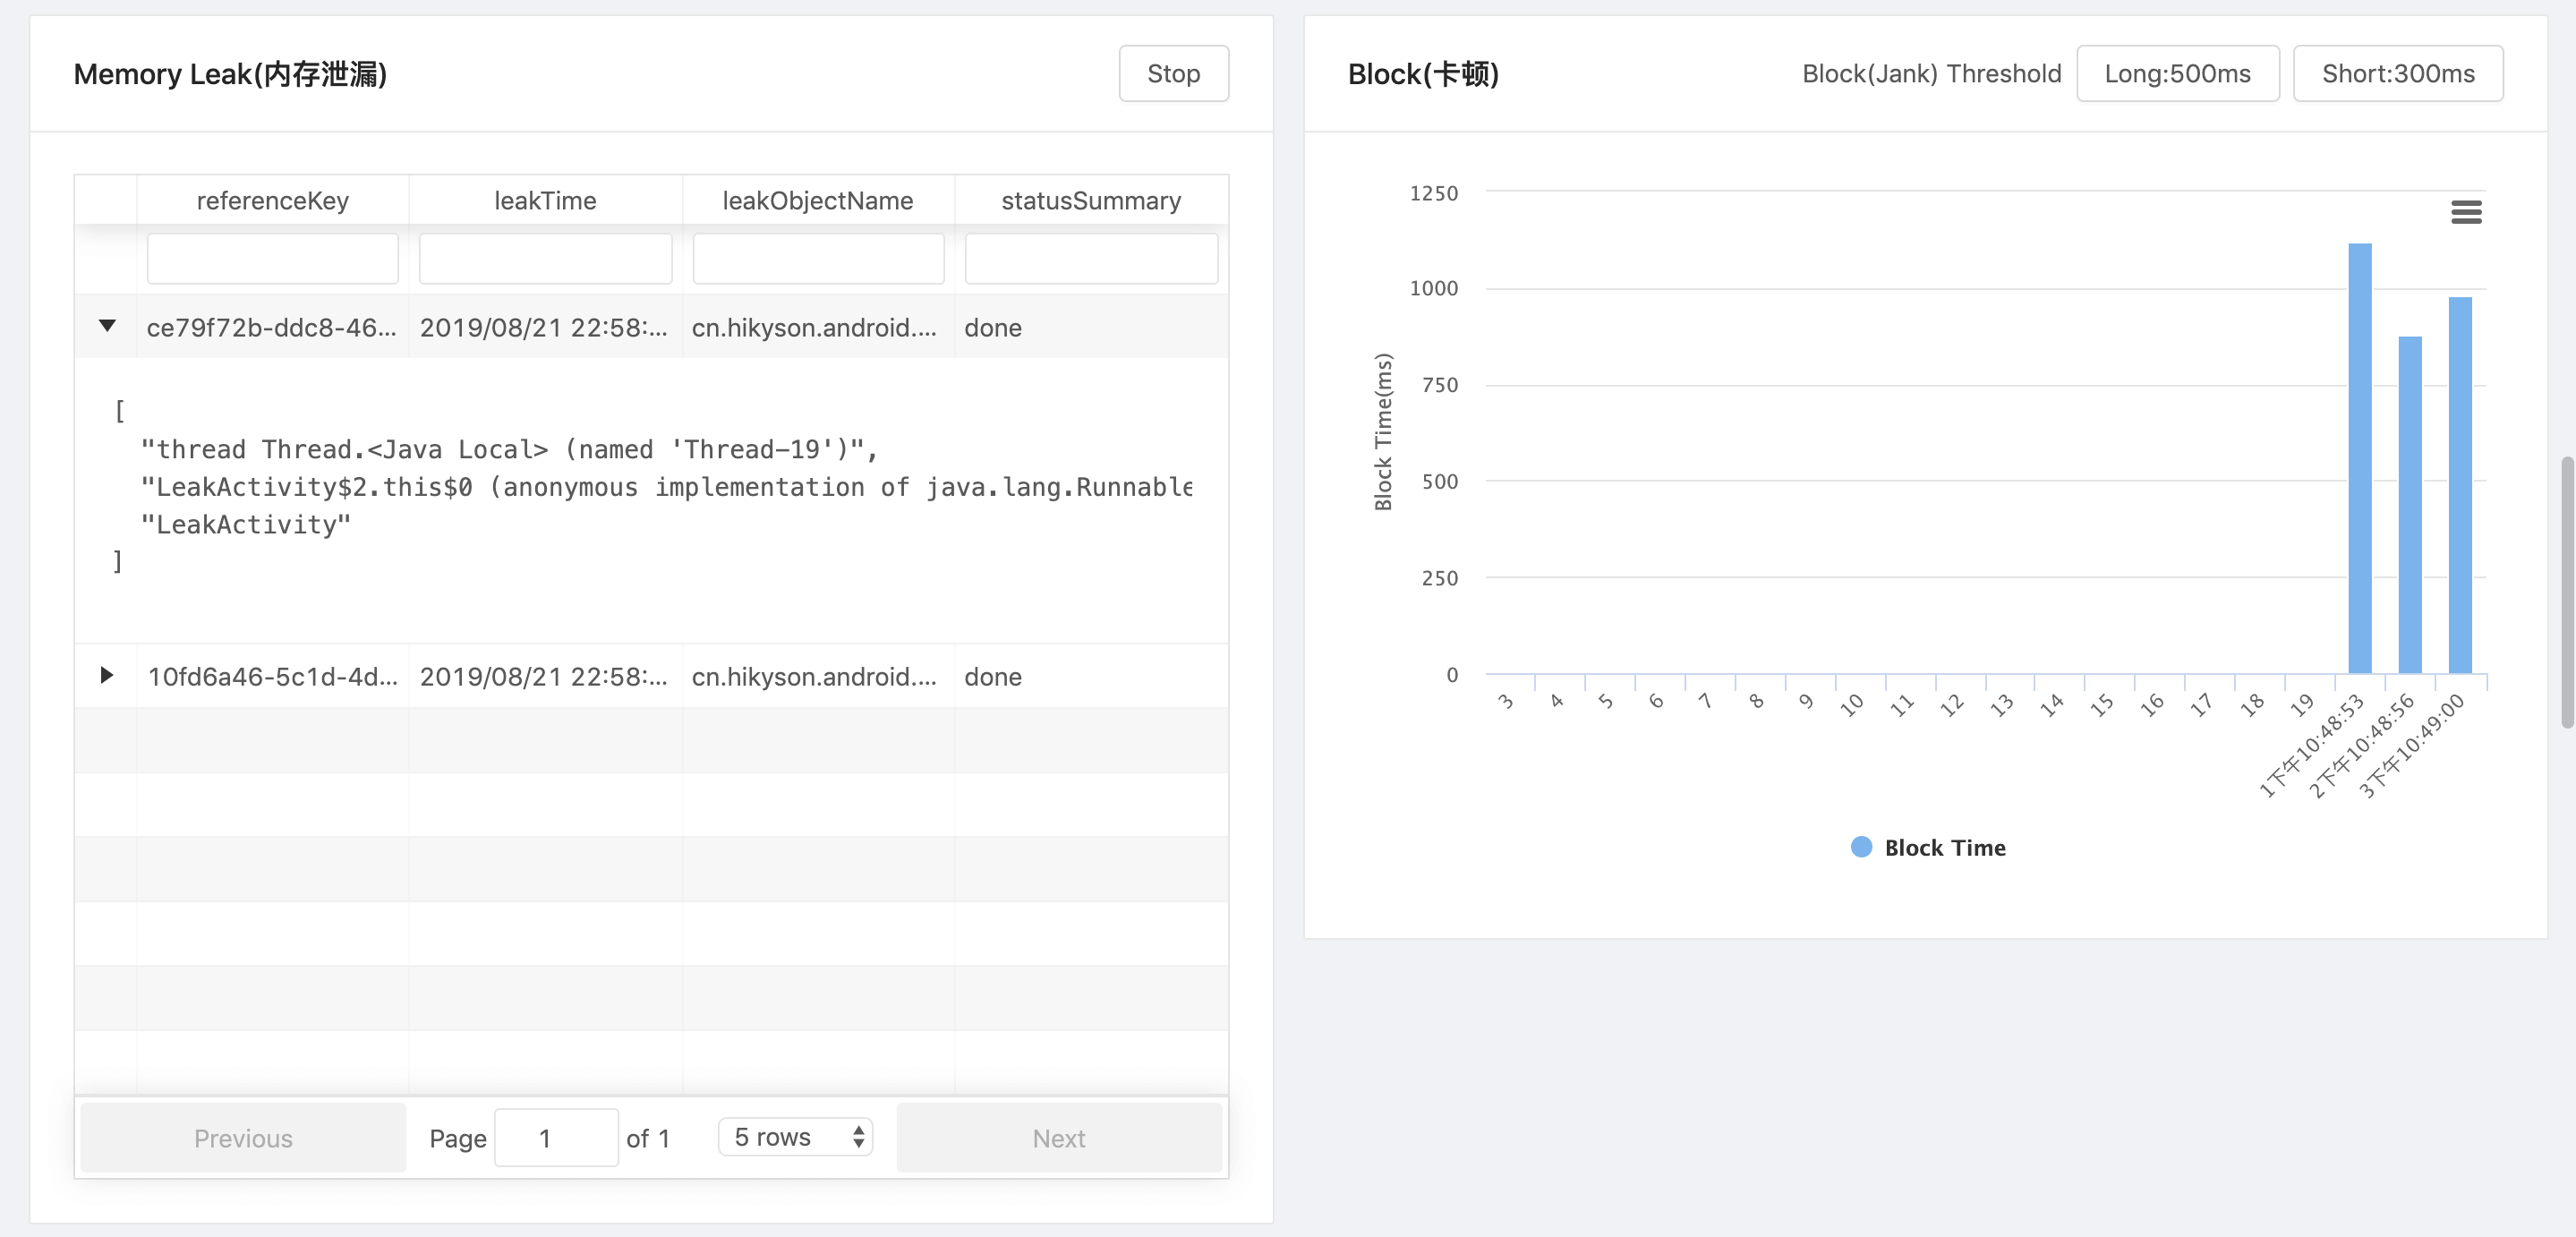 Memory Leak(内存泄漏)
Stop
referenceKey leakTime leakObjectName statusSummary
ce79f72b-ddc8-46... 2019/08/21 22:58:... cn.hikyson.android.... done
[
"thread Thread.<Java Local> (named 'Thread-19')",
"LeakActivity$2.this$0 (anonymous implementation of java.lang.Runnable
"LeakActivity"
]
10fd6a46-5c1d-4d... 2019/08/21 22:58:... cn.hikyson.android.... done
Previous Page 1 of 1 5 rows Next
Block(卡顿)
Block(Jank) Threshold Long:500ms Short:300ms
1250
1000
750
500
250
0
Block Time(ms)
3 4 5 6 7 8 9 10 11 12 13 14 15 16 17 18 19 1下午10:48:53 2下午10:48:56 3下午10:49:00
Block Time